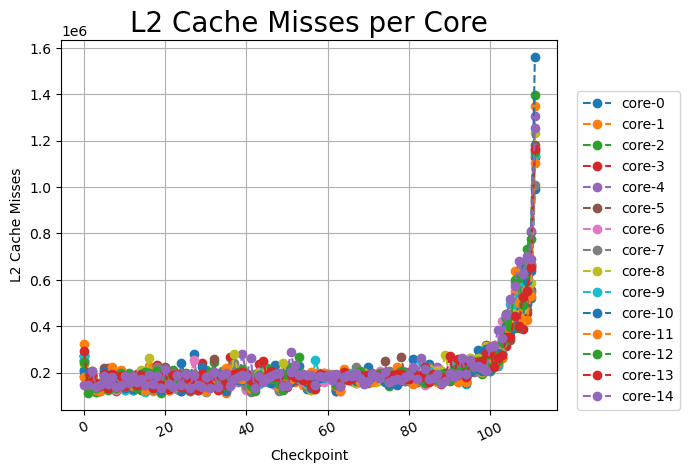 L2 Cache Misses per Core
1e6
1.6
1.4
1.2
1.0
0.8
0.6
0.4
0.2
L2 Cache Misses
0 20 40 60 80 100
Checkpoint
core-0
core-1
core-2
core-3
core-4
core-5
core-6
core-7
core-8
core-9
core-10
core-11
core-12
core-13
core-14